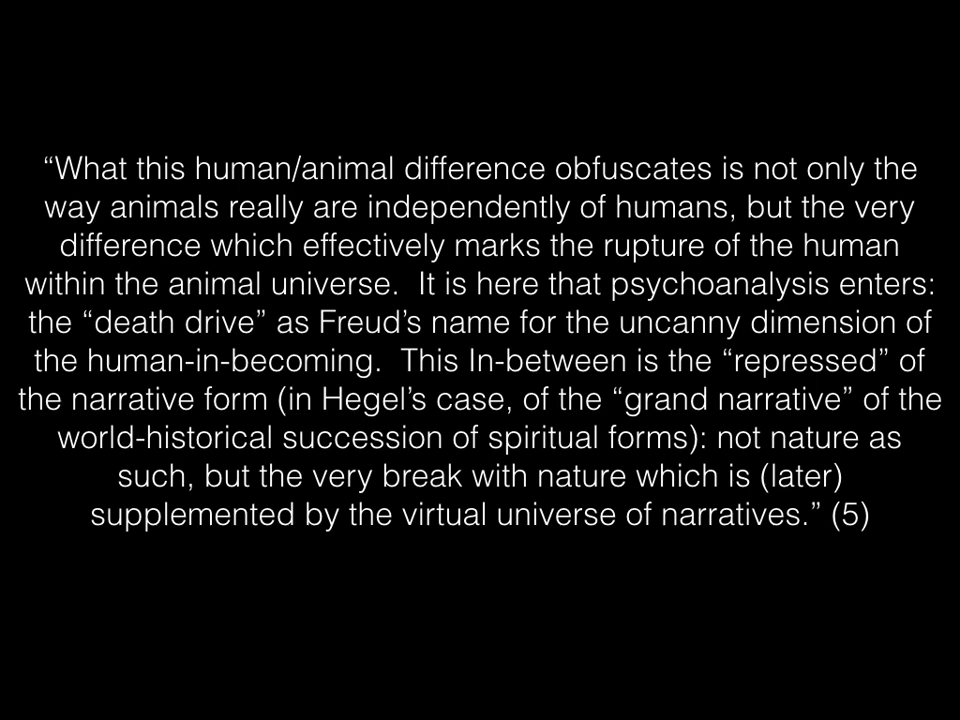 “What this human/animal difference obfuscates is not only the
way animals really are independently of humans, but the very
difference which effectively marks the rupture of the human
within the animal universe.  It is here that psychoanalysis enters:
the “death drive” as Freud’s name for the uncanny dimension of
the human-in-becoming.  This In-between is the “repressed” of
the narrative form (in Hegel’s case, of the “grand narrative” of the
world-historical succession of spiritual forms): not nature as
such, but the very break with nature which is (later)
supplemented by the virtual universe of narratives.” (5)